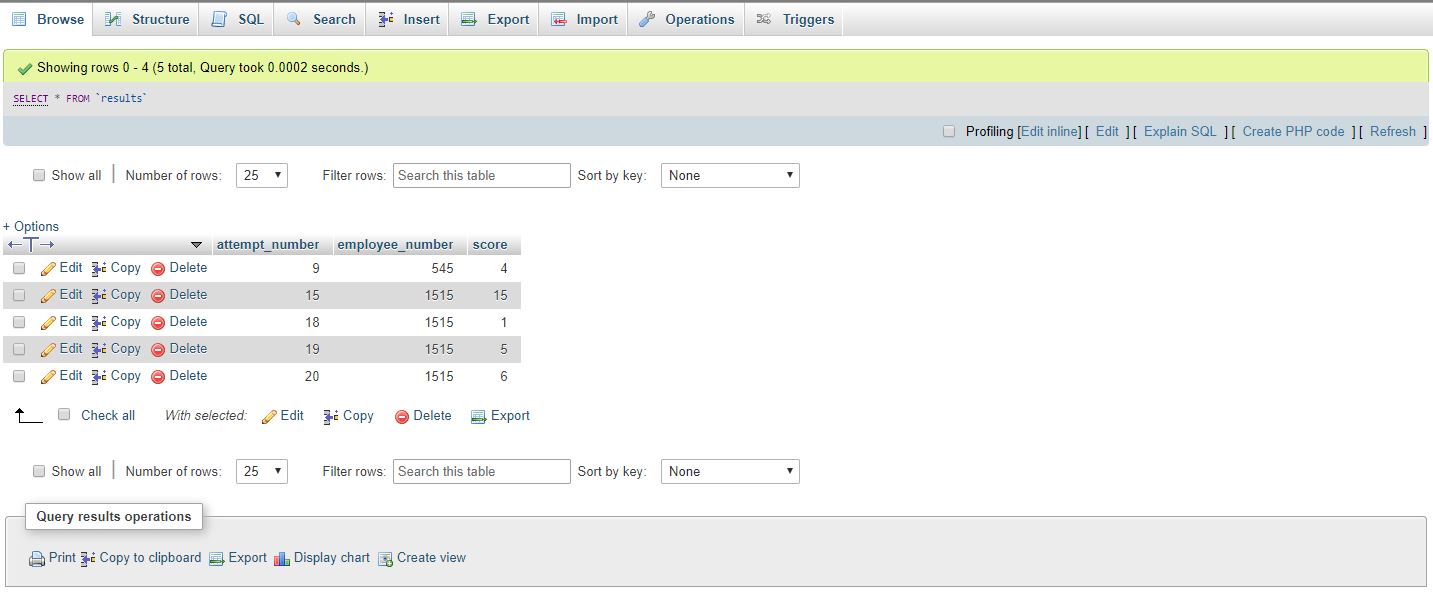 Browse Structure SQL Search Insert Export Import Operations Triggers
Showing rows 0 - 4 (5 total, Query took 0.0002 seconds.)
SELECT * FROM `results`
Profiling [Edit inline] [ Edit ] [ Explain SQL ] [ Create PHP code ] [ Refresh ]
Show all | Number of rows: 25 Filter rows: Search this table Sort by key: None
+ Options
attempt_number employee_number score
Edit Copy Delete 9 545 4
Edit Copy Delete 15 1515 15
Edit Copy Delete 18 1515 1
Edit Copy Delete 19 1515 5
Edit Copy Delete 20 1515 6
Check all With selected: Edit Copy Delete Export
Show all | Number of rows: 25 Filter rows: Search this table Sort by key: None
Query results operations
Print Copy to clipboard Export Display chart Create view